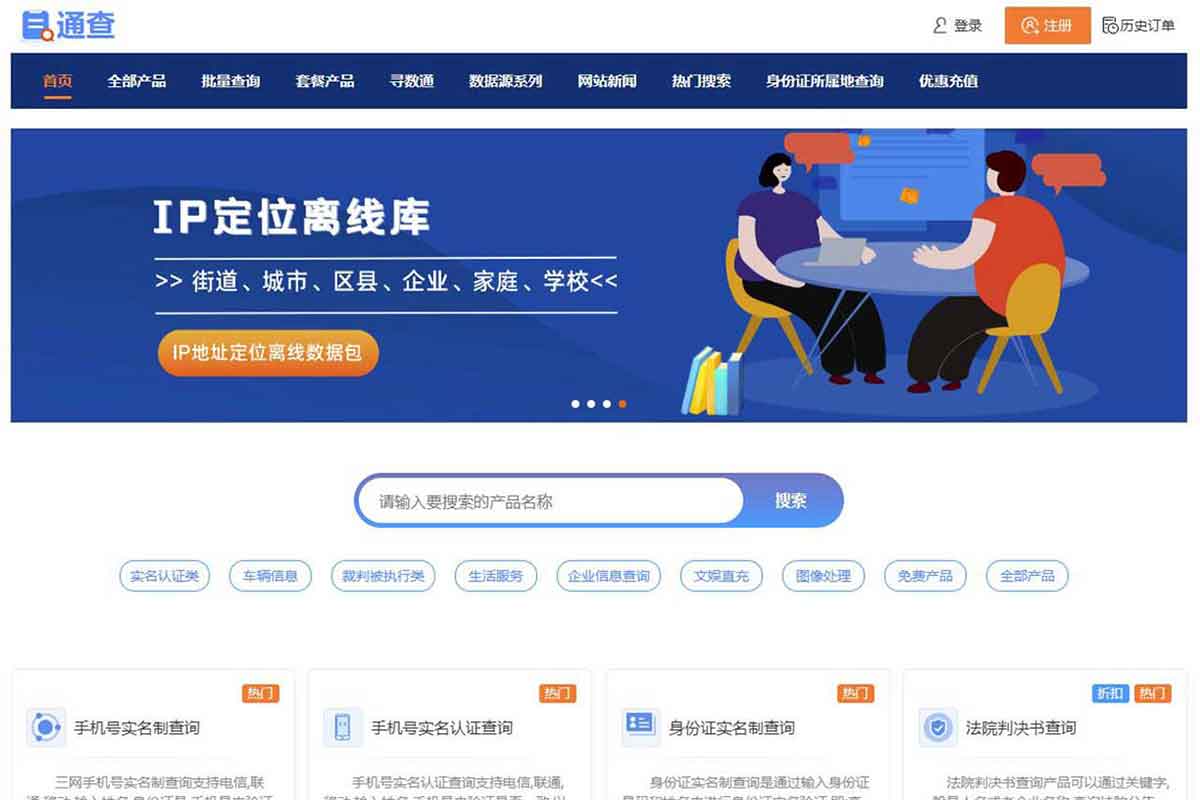 通查
登录
注册
历史订单
首页
全部产品
批量查询
套餐产品
寻数通
数据源系列
网站新闻
热门搜索
身份证所属地查询
优惠充值
IP定位离线库
>> 街道、城市、区县、企业、家庭、学校<<
IP地址定位离线数据包
请输入要搜索的产品名称
搜索
实名认证类
车辆信息
裁判被执行类
生活服务
企业信息查询
文娱直充
图像处理
免费产品
全部产品
热门
手机号实名制查询
三网手机号实名制查询支持电信,联
热门
手机号实名认证查询
手机号实名认证查询支持电信,联通,
热门
身份证实名制查询
身份证实名制查询是通过输入身份证
折扣
热门
法院判决书查询
法院判决书查询产品可以通过关键字,